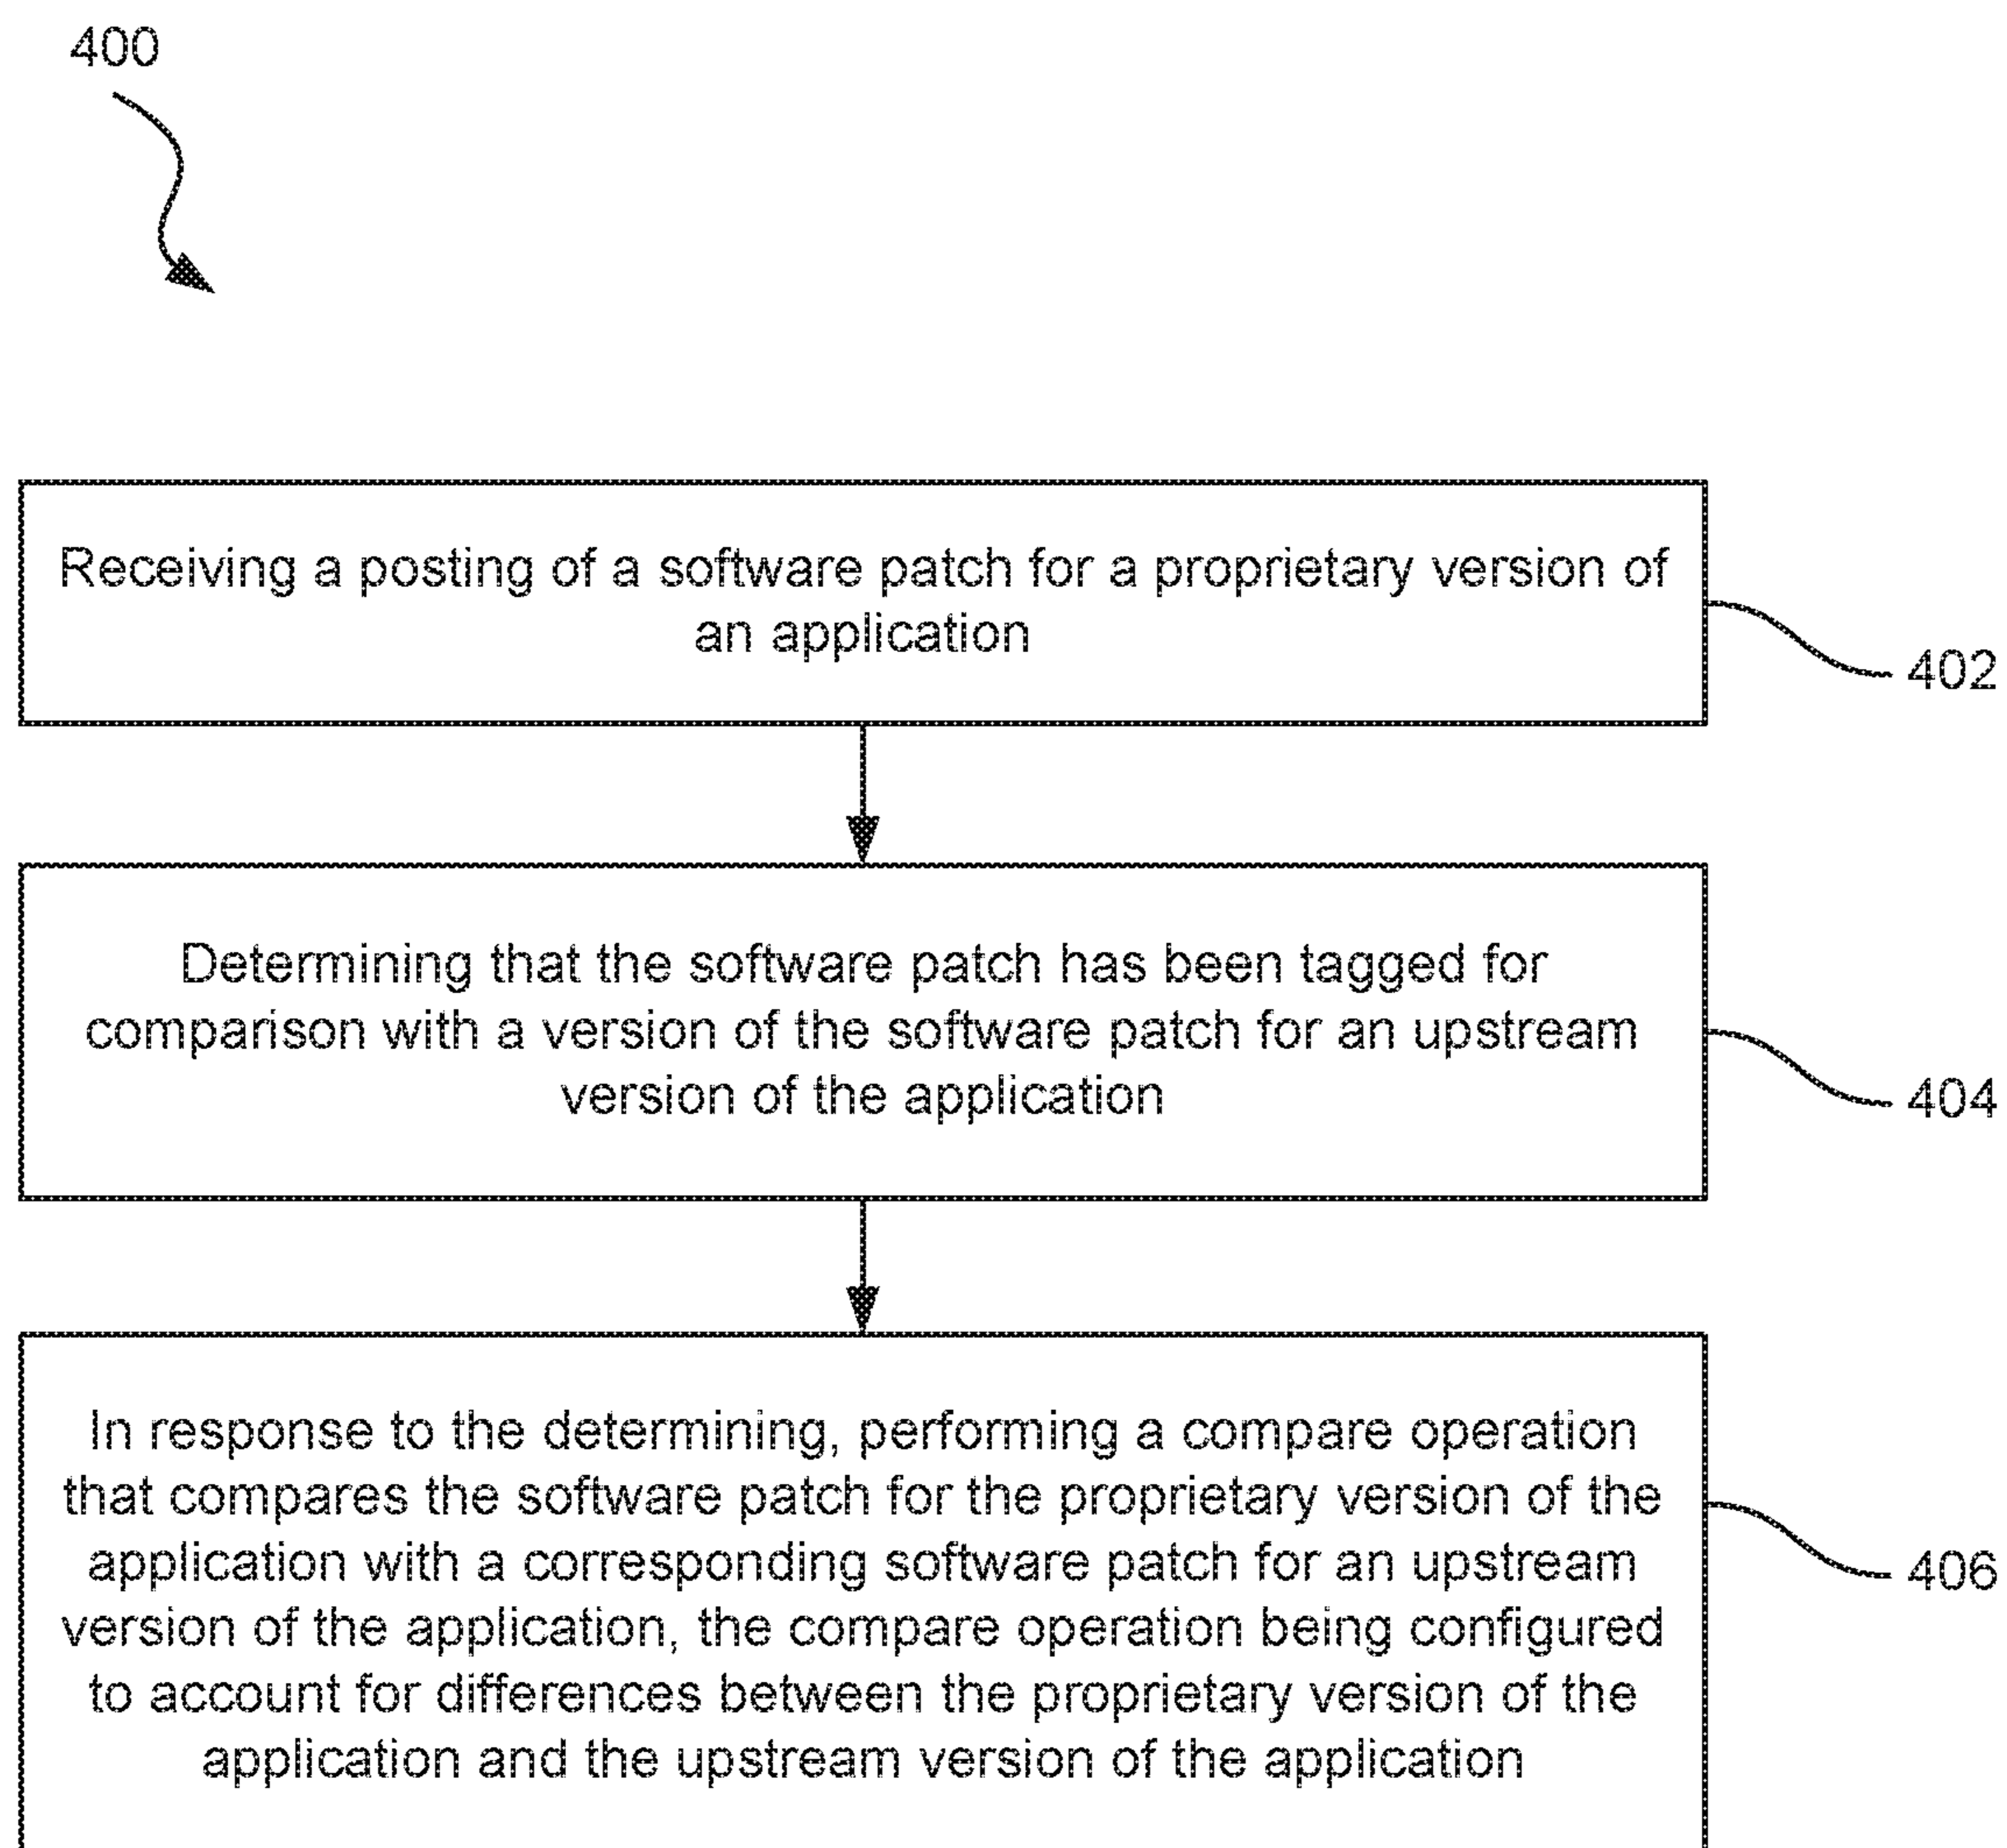 400
Receiving a posting of a software patch for a proprietary version of
an application
402
Determining that the software patch has been tagged for
comparison with a version of the software patch for an upstream
version of the application
404
In response to the determining, performing a compare operation
that compares the software patch for the proprietary version of the
application with a corresponding software patch for an upstream
version of the application, the compare operation being configured
to account for differences between the proprietary version of the
application and the upstream version of the application
406